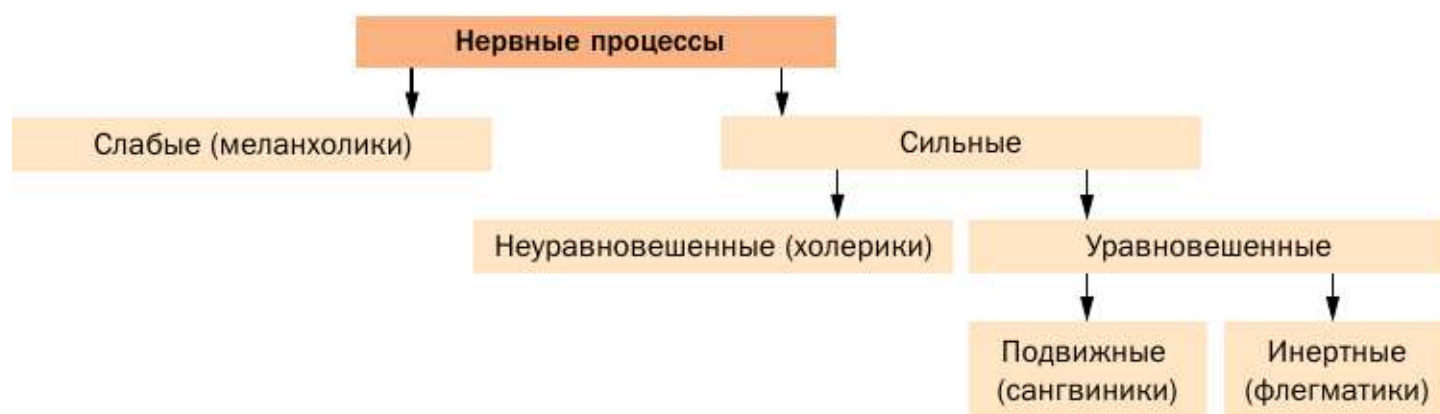 Нервные процессы
Слабые (меланхолики)
Сильные
Неуравновешенные (холерики)
Уравновешенные
Подвижные
(сангвиники)
Инертные
(флегматики)